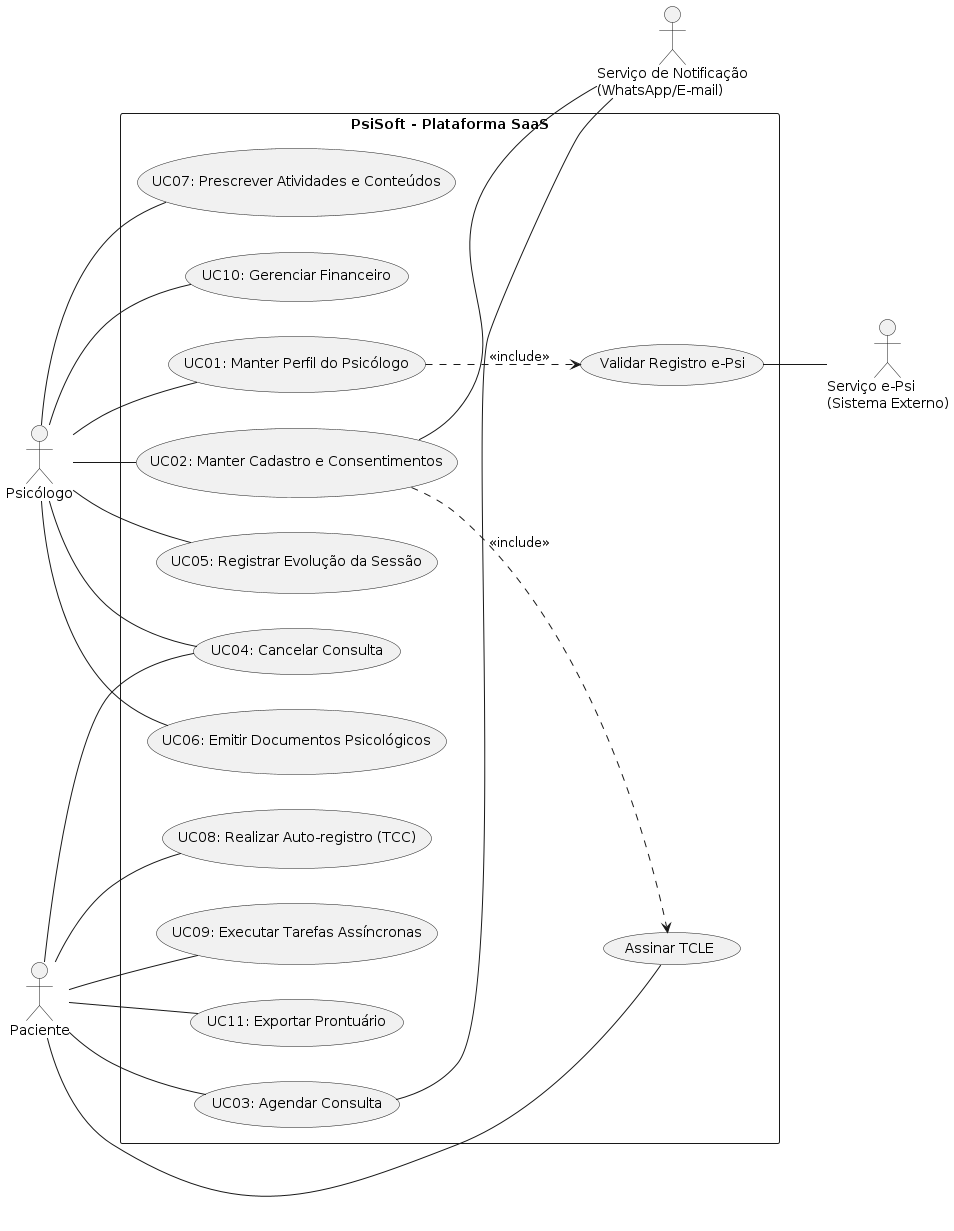 Serviço de Notificação
(WhatsApp/E-mail)
PsiSoft - Plataforma SaaS
UC07: Prescrever Atividades e Conteúdos
UC10: Gerenciar Financeiro
UC01: Manter Perfil do Psicólogo
«include»
Validar Registro e-Psi
Serviço e-Psi
(Sistema Externo)
UC02: Manter Cadastro e Consentimentos
Psicólogo
«include»
UC05: Registrar Evolução da Sessão
UC04: Cancelar Consulta
UC06: Emitir Documentos Psicológicos
UC08: Realizar Auto-registro (TCC)
UC09: Executar Tarefas Assíncronas
Assinar TCLE
UC11: Exportar Prontuário
Paciente
UC03: Agendar Consulta